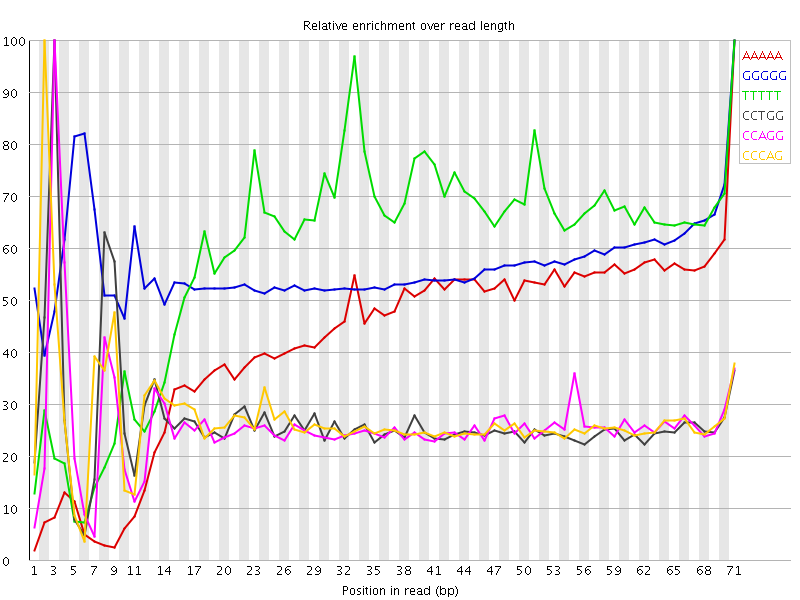 Relative enrichment over read length
100
90
80
70
60
50
40
30
20
10
0
AAAAA
GGGGG
TTTTT
CCTGG
CCAGG
CCCAG
1 2 3 5 7 9 11 14 17 20 23 26 29 32 35 38 41 44 47 50 53 56 59 62 65 68 71
Position in read (bp)